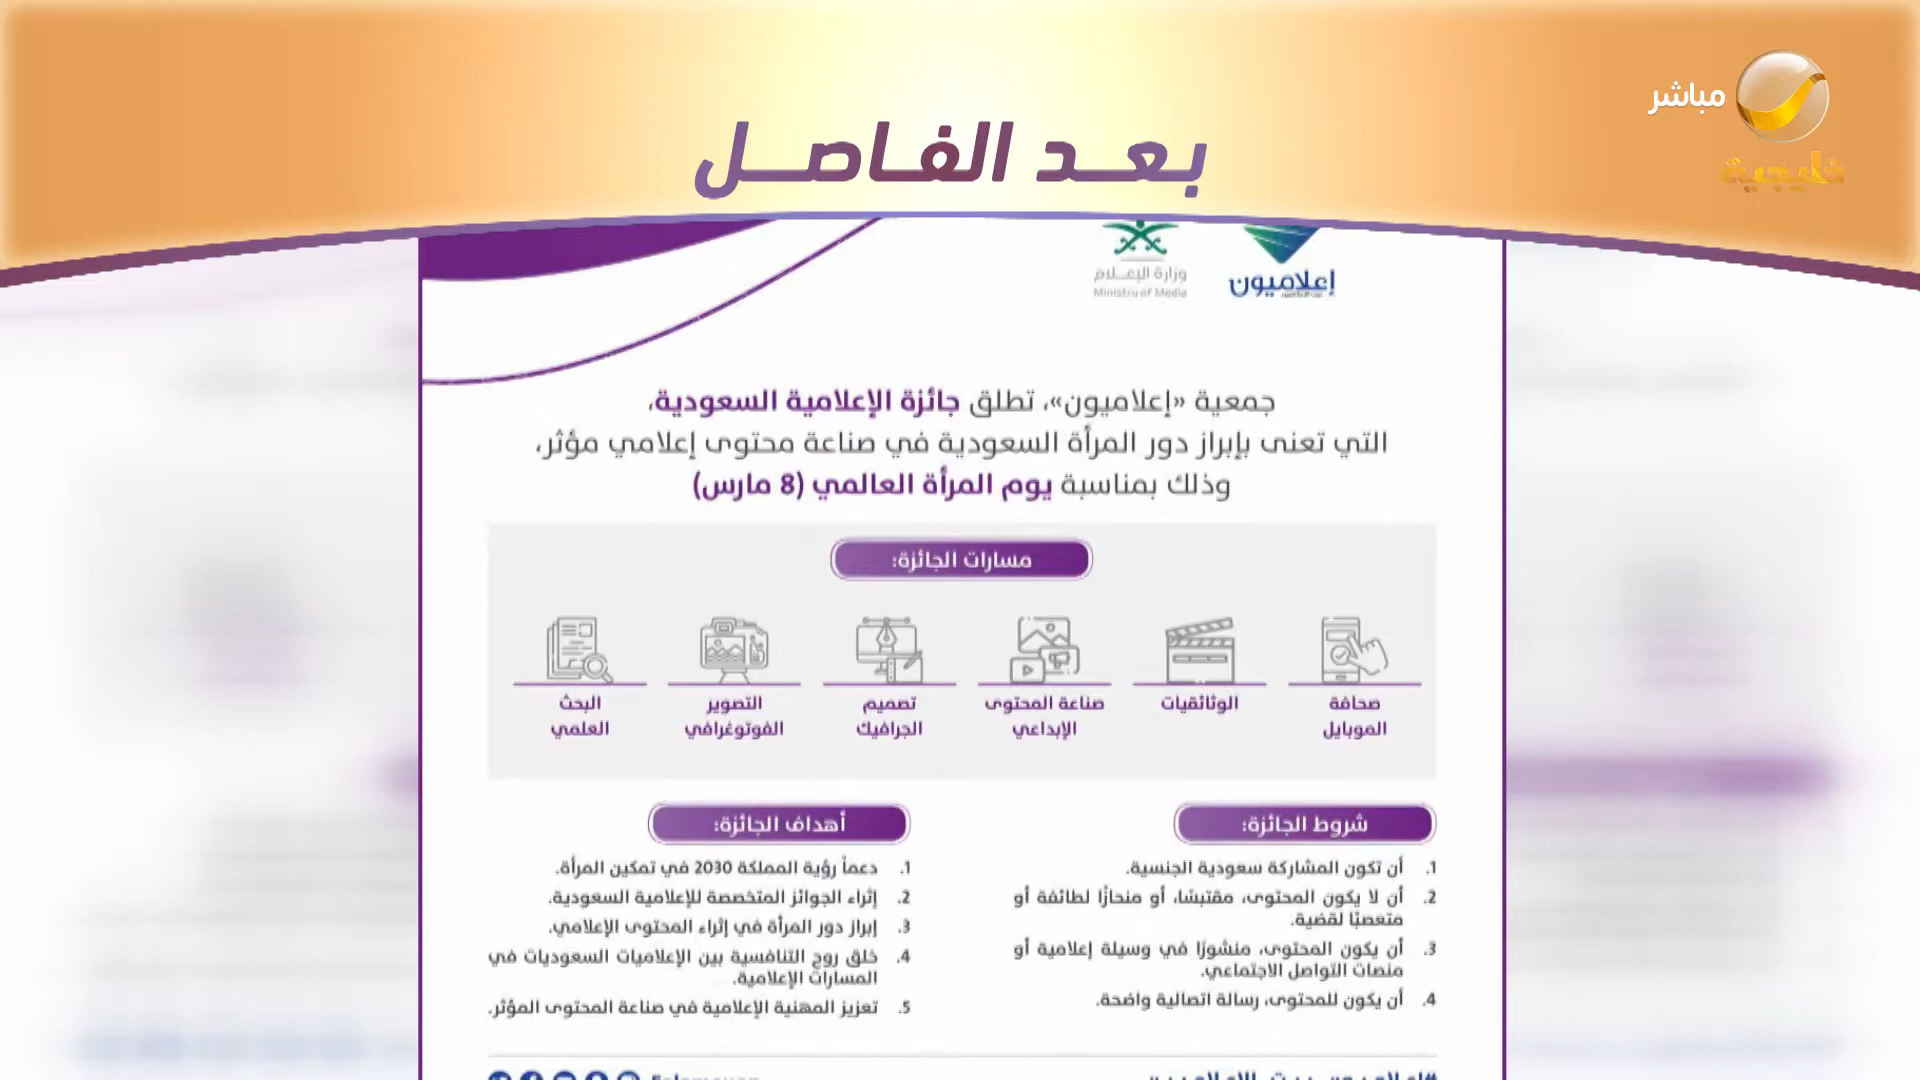 مباشر
خليجية
بعد الفاصل
وزارة الإعلام
Ministry of Media
إعلاميون
جمعية «إعلاميون»، تطلق جائزة الإعلامية السعودية،
التي تعنى بإبراز دور المرأة السعودية في صناعة محتوى إعلامي مؤثر،
وذلك بمناسبة يوم المرأة العالمي (8 مارس)
مسارات الجائزة:
صحافة
الموبايل
الوثائقيات
صناعة المحتوى
الإبداعي
تصميم
الجرافيك
التصوير
الفوتوغرافي
البحث
العلمي
شروط الجائزة:
1. أن تكون المشاركة سعودية الجنسية.
2. أن لا يكون المحتوى، مقتبسًا، أو منحازًا لطائفة أو
متعصبًا لقضية.
3. أن يكون المحتوى، منشورًا في وسيلة إعلامية أو
منصات التواصل الاجتماعي.
4. أن يكون للمحتوى، رسالة اتصالية واضحة.
أهداف الجائزة:
1. دعماً رؤية المملكة 2030 في تمكين المرأة.
2. إثراء الجوائز المتخصصة للإعلامية السعودية.
3. إبراز دور المرأة في إثراء المحتوى الإعلامي.
4. خلق روح التنافسية بين الإعلاميات السعوديات في
المسارات الإعلامية.
5. تعزيز المهنية الإعلامية في صناعة المحتوى المؤثر.